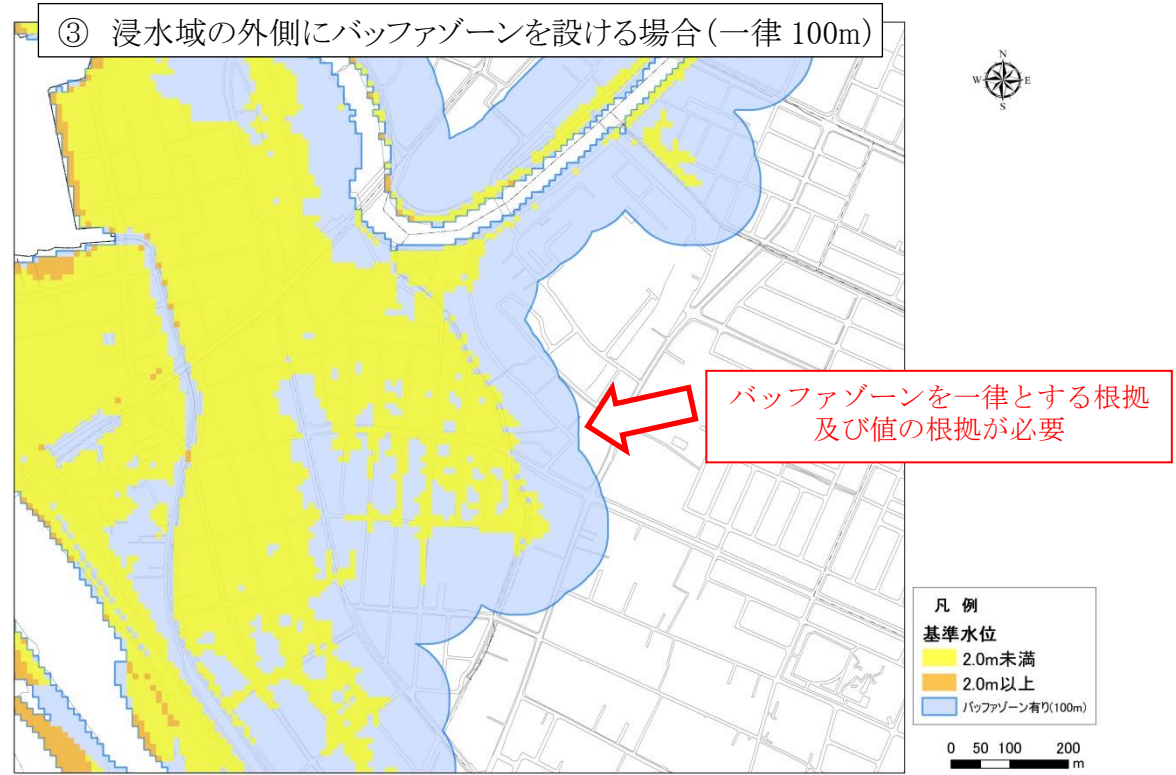 ③ 浸水域の外側にバッファゾーンを設ける場合(一律 100m)
N
W
E
S
バッファゾーンを一律とする根拠
及び値の根拠が必要
凡 例
基準水位
2.0m未満
2.0m以上
バッファゾーン有り(100m)
0 50 100 200
m